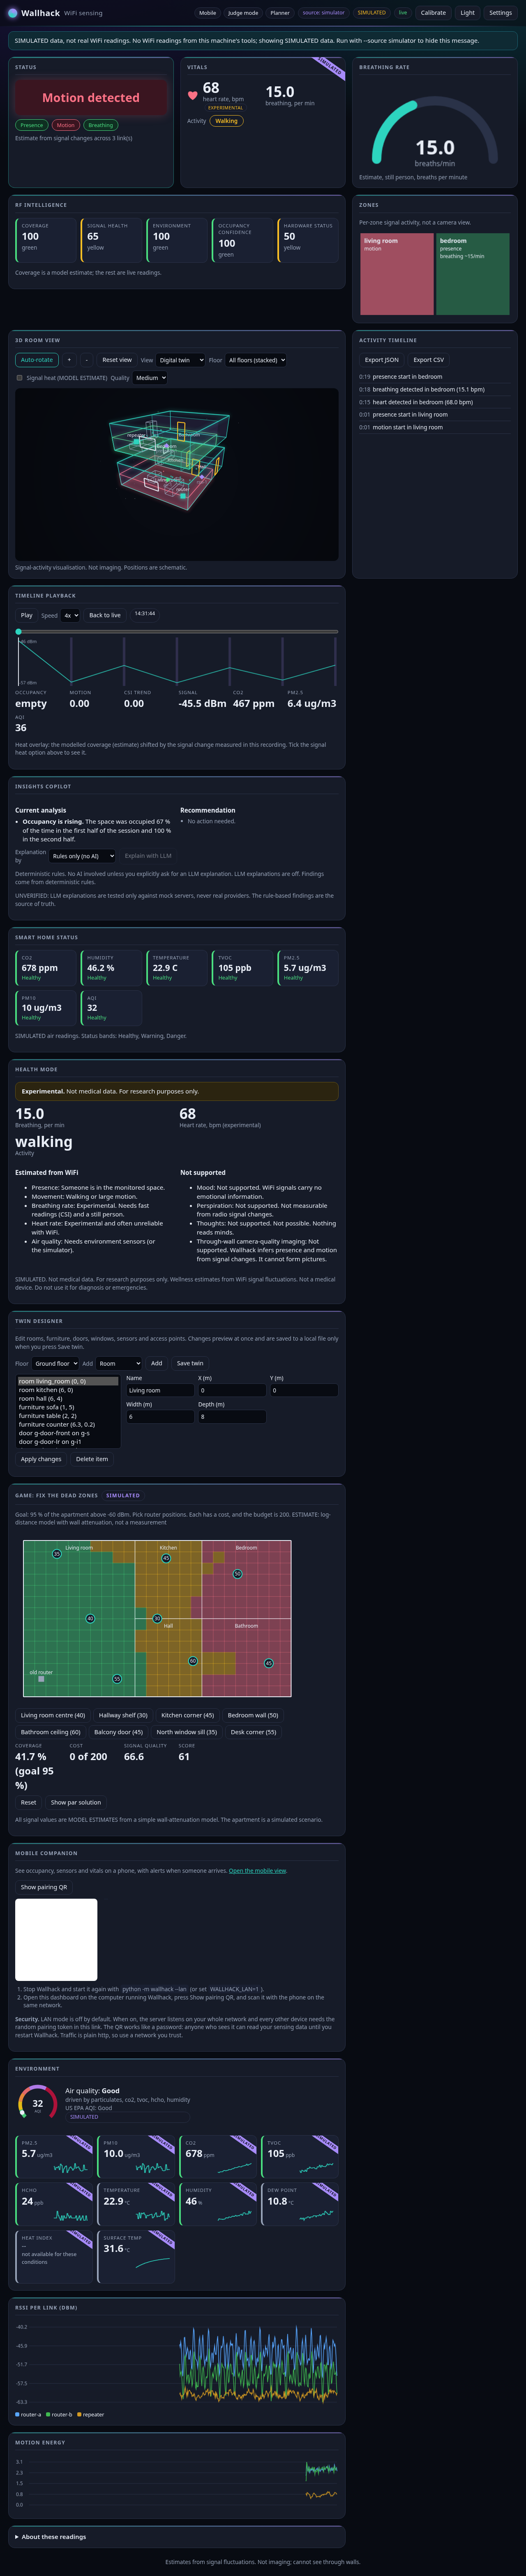 Wallhack WiFi sensing
Mobile
Judge mode
Planner
source: simulator
SIMULATED
live
Calibrate
Light
Settings
SIMULATED data, not real WiFi readings. No WiFi readings from this machine's tools; showing SIMULATED data. Run with --source simulator to hide this message.
STATUS
Motion detected
Presence
Motion
Breathing
Estimate from signal changes across 3 link(s)
VITALS
SIMULATED
68
heart rate, bpm
EXPERIMENTAL
15.0
breathing, per min
Activity
Walking
BREATHING RATE
15.0
breaths/min
Estimate, still person, breaths per minute
RF INTELLIGENCE
COVERAGE
100
green
SIGNAL HEALTH
65
yellow
ENVIRONMENT
100
green
OCCUPANCY CONFIDENCE
100
green
HARDWARE STATUS
50
yellow
Coverage is a model estimate; the rest are live readings.
ZONES
Per-zone signal activity, not a camera view.
living room
motion
bedroom
presence
breathing ~15/min
3D ROOM VIEW
Auto-rotate
+
-
Reset view
View
Digital twin
Floor
All floors (stacked)
Signal heat (MODEL ESTIMATE)
Quality
Medium
repeater
router
Signal-activity visualisation. Not imaging. Positions are schematic.
ACTIVITY TIMELINE
Export JSON
Export CSV
0:19 presence start in bedroom
0:18 breathing detected in bedroom (15.1 bpm)
0:15 heart detected in bedroom (68.0 bpm)
0:01 presence start in living room
0:01 motion start in living room
TIMELINE PLAYBACK
Play
Speed
4x
Back to live
14:31:44
-57 dBm
OCCUPANCY
empty
MOTION
0.00
CSI TREND
0.00
SIGNAL
-45.5 dBm
CO2
467 ppm
PM2.5
6.4 ug/m3
AQI
36
Heat overlay: the modelled coverage (estimate) shifted by the signal change measured in this recording. Tick the signal
heat option above to see it.
INSIGHTS COPILOT
Current analysis
• Occupancy is rising. The space was occupied 67 %
of the time in the first half of the session and 100 %
in the second half.
Recommendation
• No action needed.
Explanation
by
Rules only (no AI)
Explain with LLM
Deterministic rules. No AI involved unless you explicitly ask for an LLM explanation. LLM explanations are off. Findings
come from deterministic rules.
UNVERIFIED: LLM explanations are tested only against mock servers, never real providers. The rule-based findings are the
source of truth.
SMART HOME STATUS
CO2
678 ppm
Healthy
HUMIDITY
46.2 %
Healthy
TEMPERATURE
22.9 C
Healthy
TVOC
105 ppb
Healthy
PM2.5
5.7 ug/m3
Healthy
PM10
10 ug/m3
Healthy
AQI
32
Healthy
SIMULATED air readings. Status bands: Healthy, Warning, Danger.
HEALTH MODE
Experimental. Not medical data. For research purposes only.
15.0
Breathing, per min
68
Heart rate, bpm (experimental)
walking
Activity
Estimated from WiFi
• Presence: Someone is in the monitored space.
• Movement: Walking or large motion.
• Breathing rate: Experimental. Needs fast
readings (CSI) and a still person.
• Heart rate: Experimental and often unreliable
with WiFi.
• Air quality: Needs environment sensors (or
the simulator).
Not supported
• Mood: Not supported. WiFi signals carry no
emotional information.
• Perspiration: Not supported. Not measurable
from radio signal changes.
• Thoughts: Not supported. Not possible. Nothing
reads minds.
• Through-wall camera-quality imaging: Not
supported. Wallhack infers presence and motion
from signal changes. It cannot form pictures.
SIMULATED. Not medical data. For research purposes only. Wellness estimates from WiFi signal fluctuations. Not a medical
device. Do not use it for diagnosis or emergencies.
TWIN DESIGNER
Edit rooms, furniture, doors, windows, sensors and access points. Changes preview at once and are saved to a local file only
when you press Save twin.
Floor
Ground floor
Add
Room
Add
Save twin
room living_room (0, 0)
room kitchen (6, 0)
room hall (6, 4)
furniture sofa (1, 5)
furniture table (2, 2)
furniture counter (6.3, 0.2)
door g-door-front on g-s
door g-door-lr on g-i1
Name
Living room
X (m)
0
Y (m)
0
Width (m)
6
Depth (m)
8
Apply changes
Delete item
GAME: FIX THE DEAD ZONES
SIMULATED
Goal: 95 % of the apartment above -60 dBm. Pick router positions. Each has a cost, and the budget is 200. ESTIMATE: log-
distance model with wall attenuation, not a measurement
Living room
Kitchen
Bedroom
35
45
50
40
30
Hall
Bathroom
60
45
old router
55
Living room centre (40)
Hallway shelf (30)
Kitchen corner (45)
Bedroom wall (50)
Bathroom ceiling (60)
Balcony door (45)
North window sill (35)
Desk corner (55)
COVERAGE
41.7 %
(goal 95
%)
COST
0 of 200
SIGNAL QUALITY
66.6
SCORE
61
Reset
Show par solution
All signal values are MODEL ESTIMATES from a simple wall-attenuation model. The apartment is a simulated scenario.
MOBILE COMPANION
See occupancy, sensors and vitals on a phone, with alerts when someone arrives. Open the mobile view.
Show pairing QR
1. Stop Wallhack and start it again with python -m wallhack --lan (or set WALLHACK_LAN=1 ).
2. Open this dashboard on the computer running Wallhack, press Show pairing QR, and scan it with the phone on the
same network.
Security. LAN mode is off by default. When on, the server listens on your whole network and every other device needs the
random pairing token in this link. The QR works like a password: anyone who sees it can read your sensing data until you
restart Wallhack. Traffic is plain http, so use a network you trust.
ENVIRONMENT
32
AQI
Air quality: Good
driven by particulates, co2, tvoc, hcho, humidity
US EPA AQI: Good
SIMULATED
PM2.5
5.7 ug/m3
PM10
10.0 ug/m3
CO2
678 ppm
TVOC
105 ppb
HCHO
24 ppb
TEMPERATURE
22.9 °C
HUMIDITY
46 %
DEW POINT
10.8 °C
HEAT INDEX
--
not available for these
conditions
SURFACE TEMP
31.6 °C
RSSI PER LINK (DBM)
-40.2
-45.9
-51.7
-57.5
-63.3
router-a
router-b
repeater
MOTION ENERGY
3.1
2.3
1.5
0.8
0.0
About these readings
Estimates from signal fluctuations. Not imaging; cannot see through walls.